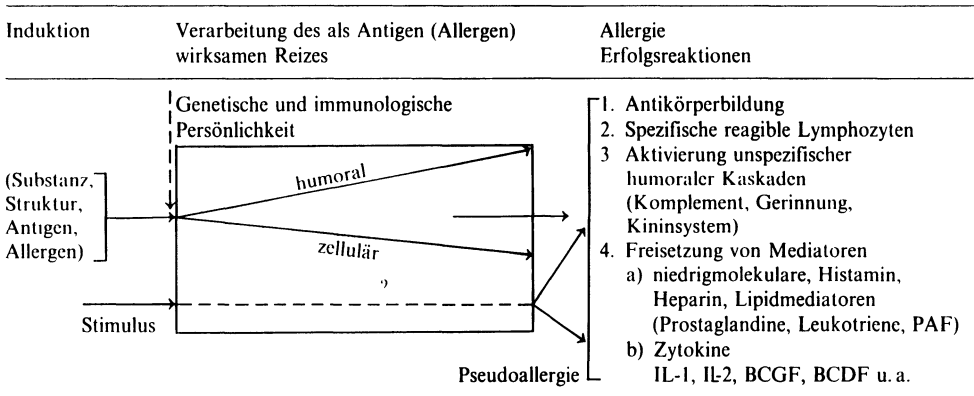 Induktion
Verarbeitung des als Antigen (Allergen)
wirksamen Reizes
Allergie
Erfolgsreaktionen
Genetische und immunologische
Persönlichkeit
(Substanz,
Struktur,
Antigen,
Allergen)
humoral
zellulär
Stimulus
Pseudoallergie
1. Antikörperbildung
2. Spezifische reagible Lymphozyten
3 Aktivierung unspezifischer
humoraler Kaskaden
(Komplement, Gerinnung,
Kininsystem)
4. Freisetzung von Mediatoren
a) niedrigmolekulare, Histamin,
Heparin, Lipidmediatoren
(Prostaglandine, Leukotriene, PAF)
b) Zytokine
IL-1, IL-2, BCGF, BCDF u. a.